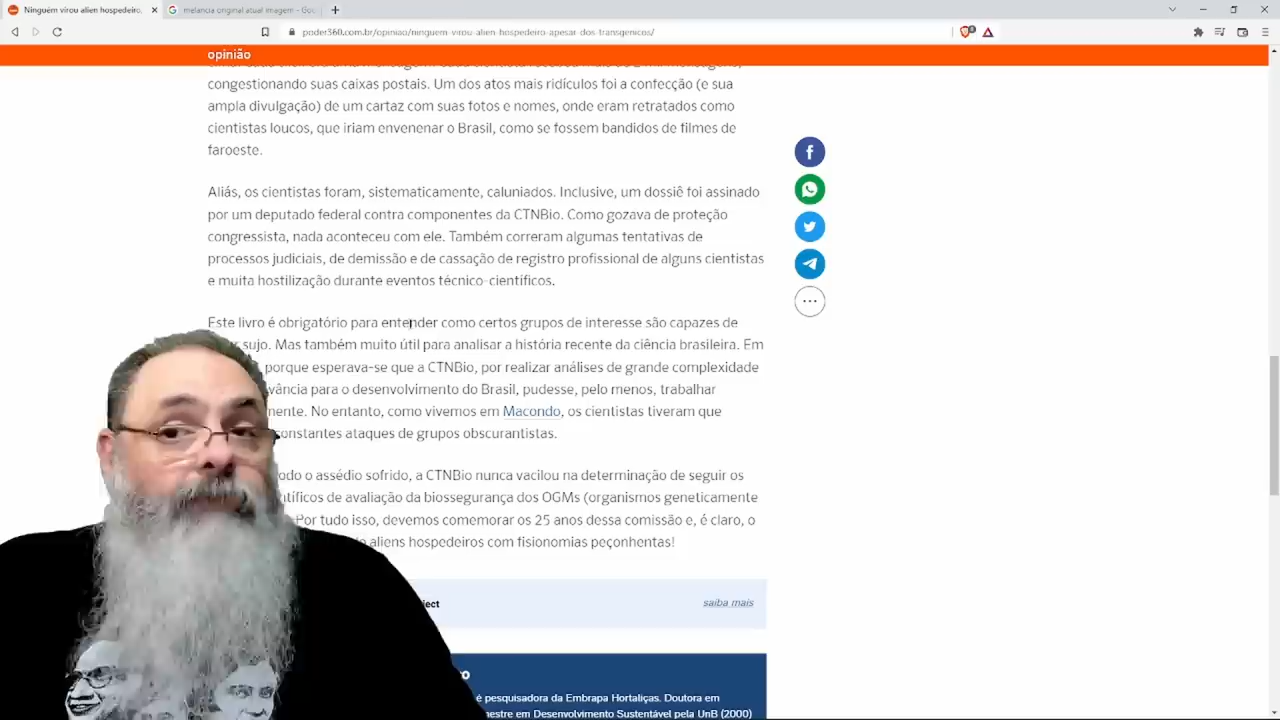 Ninguém virou alien hospedeiro,
melancia original atual imagem - Goo
poder360.com.br/opiniao/ninguem-virou-alien-hospedeiro-apesar-dos-transgenicos/
opinião
congestionando suas caixas postais. Um dos atos mais ridículos foi a confecção (e sua
ampla divulgação) de um cartaz com suas fotos e nomes, onde eram retratados como
cientistas loucos, que iriam envenenar o Brasil, como se fossem bandidos de filmes de
faroeste.
Aliás, os cientistas foram, sistematicamente, caluniados. Inclusive, um dossiê foi assinado
por um deputado federal contra componentes da CTNBio. Como gozava de proteção
congressista, nada aconteceu com ele. Também correram algumas tentativas de
processos judiciais, de demissão e de cassação de registro profissional de alguns cientistas
e muita hostilização durante eventos técnico-científicos.
Este livro é obrigatório para entender como certos grupos de interesse são capazes de
sujo. Mas também muito útil para analisar a história recente da ciência brasileira. Em
porque esperava-se que a CTNBio, por realizar análises de grande complexidade
vância para o desenvolvimento do Brasil, pudesse, pelo menos, trabalhar
mente. No entanto, como vivemos em Macondo, os cientistas tiveram que
constantes ataques de grupos obscurantistas.
odo o assédio sofrido, a CTNBio nunca vacilou na determinação de seguir os
ntíficos de avaliação da biossegurança dos OGMs (organismos geneticamente
Por tudo isso, devemos comemorar os 25 anos dessa comissão e, é claro, o
aliens hospedeiros com fisionomias peçonhentas!
ject
saiba mais
ro
é pesquisadora da Embrapa Hortaliças. Doutora em
nestre em Desenvolvimento Sustentável pela UnB (2000)